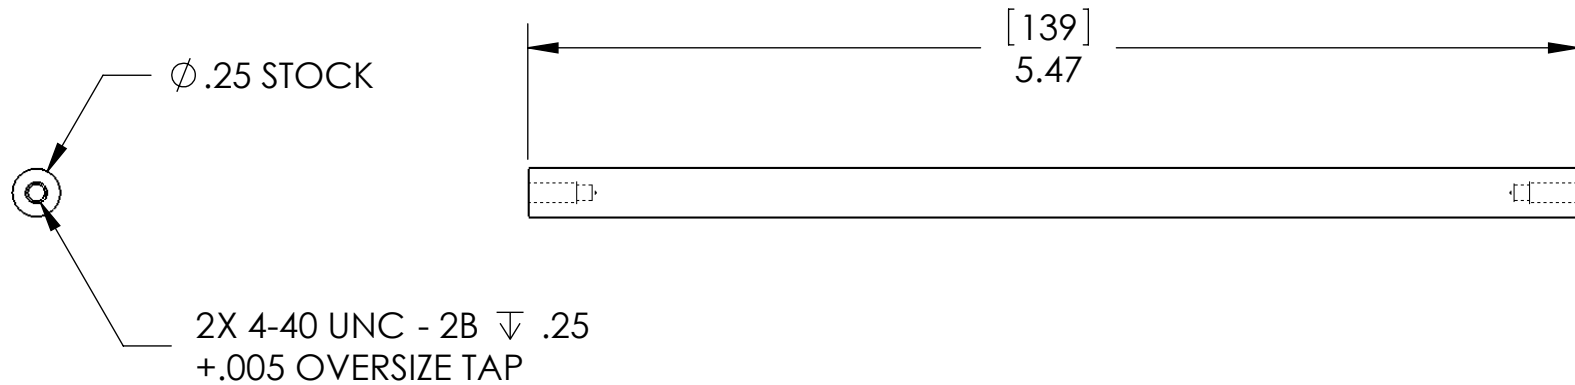 [139]
5.47
⌀ .25 STOCK
2X 4-40 UNC - 2B ↧ .25
+.005 OVERSIZE TAP